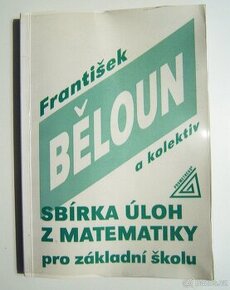 František
BĚLOUN
a kolektiv
SBÍRKA ÚLOH
Z MATEMATIKY
pro základní školu